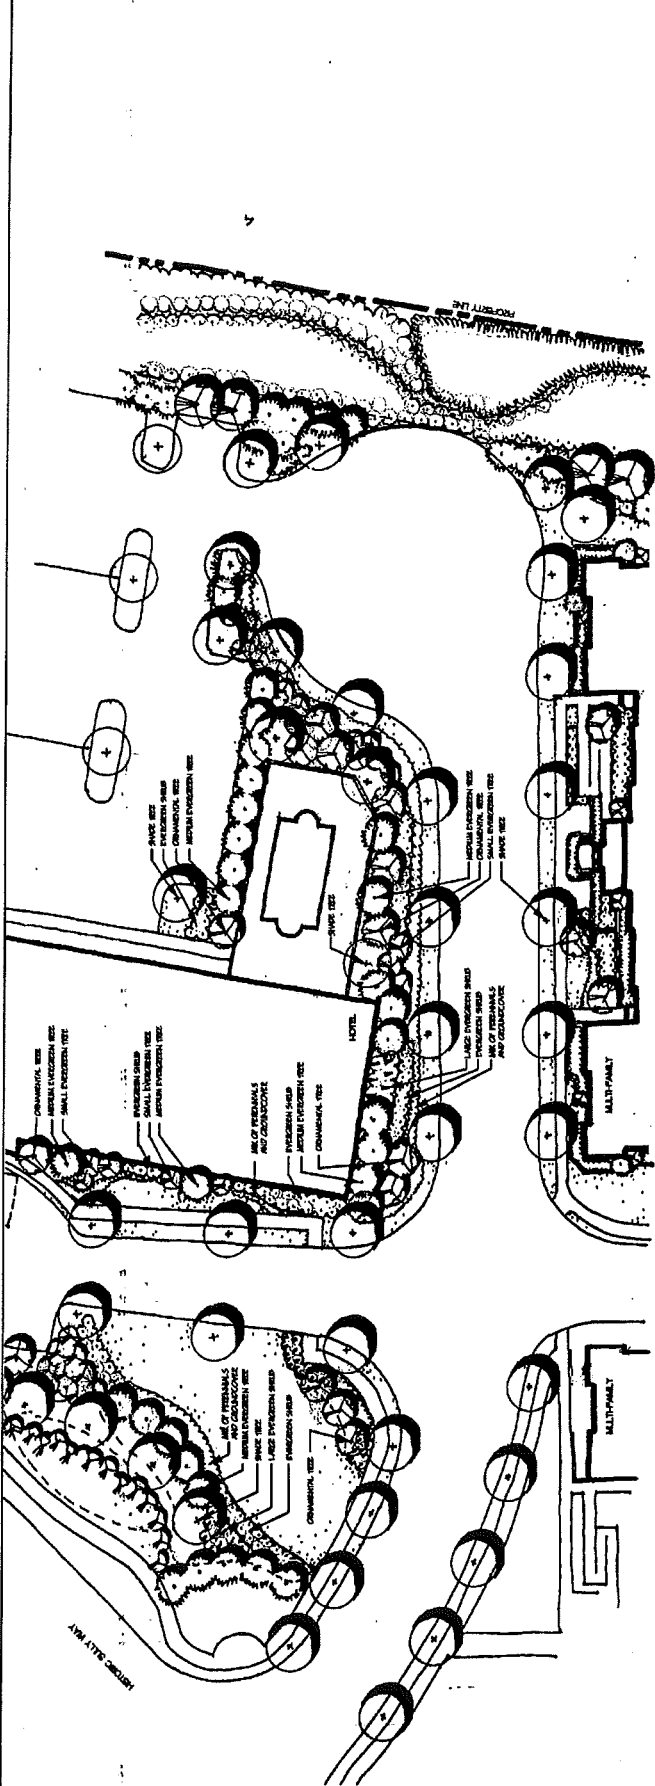 PROPERTY LINE
SHADE TREE
EVERGREEN SHRUB
ORNAMENTAL TREE
MEDIUM EVERGREEN TREE
MEDIUM EVERGREEN TREE
ORNAMENTAL TREE
SMALL EVERGREEN TREE
SHADE TREE
SHADE TREE
HOTEL
LARGE EVERGREEN SHRUB
EVERGREEN SHRUB
MIX OF PERENNIALS
AND GROUNDCOVER
ORNAMENTAL TREE
MEDIUM EVERGREEN TREE
SMALL EVERGREEN TREE
EVERGREEN SHRUB
SMALL EVERGREEN TREE
MEDIUM EVERGREEN TREE
MIX OF PERENNIALS
AND GROUNDCOVER
EVERGREEN SHRUB
MEDIUM EVERGREEN TREE
ORNAMENTAL TREE
MULTI-FAMILY
MIX OF PERENNIALS
AND GROUNDCOVER
MEDIUM EVERGREEN TREE
SHADE TREE
LARGE EVERGREEN SHRUB
EVERGREEN SHRUB
ORNAMENTAL TREE
MULTI-FAMILY
HISTORIC SULLY WAY